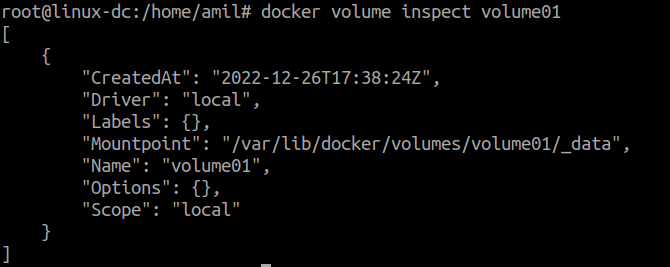 root@linux-dc:/home/amil# docker volume inspect volume01
[
    {
        "CreatedAt": "2022-12-26T17:38:24Z",
        "Driver": "local",
        "Labels": {},
        "Mountpoint": "/var/lib/docker/volumes/volume01/_data",
        "Name": "volume01",
        "Options": {},
        "Scope": "local"
    }
]